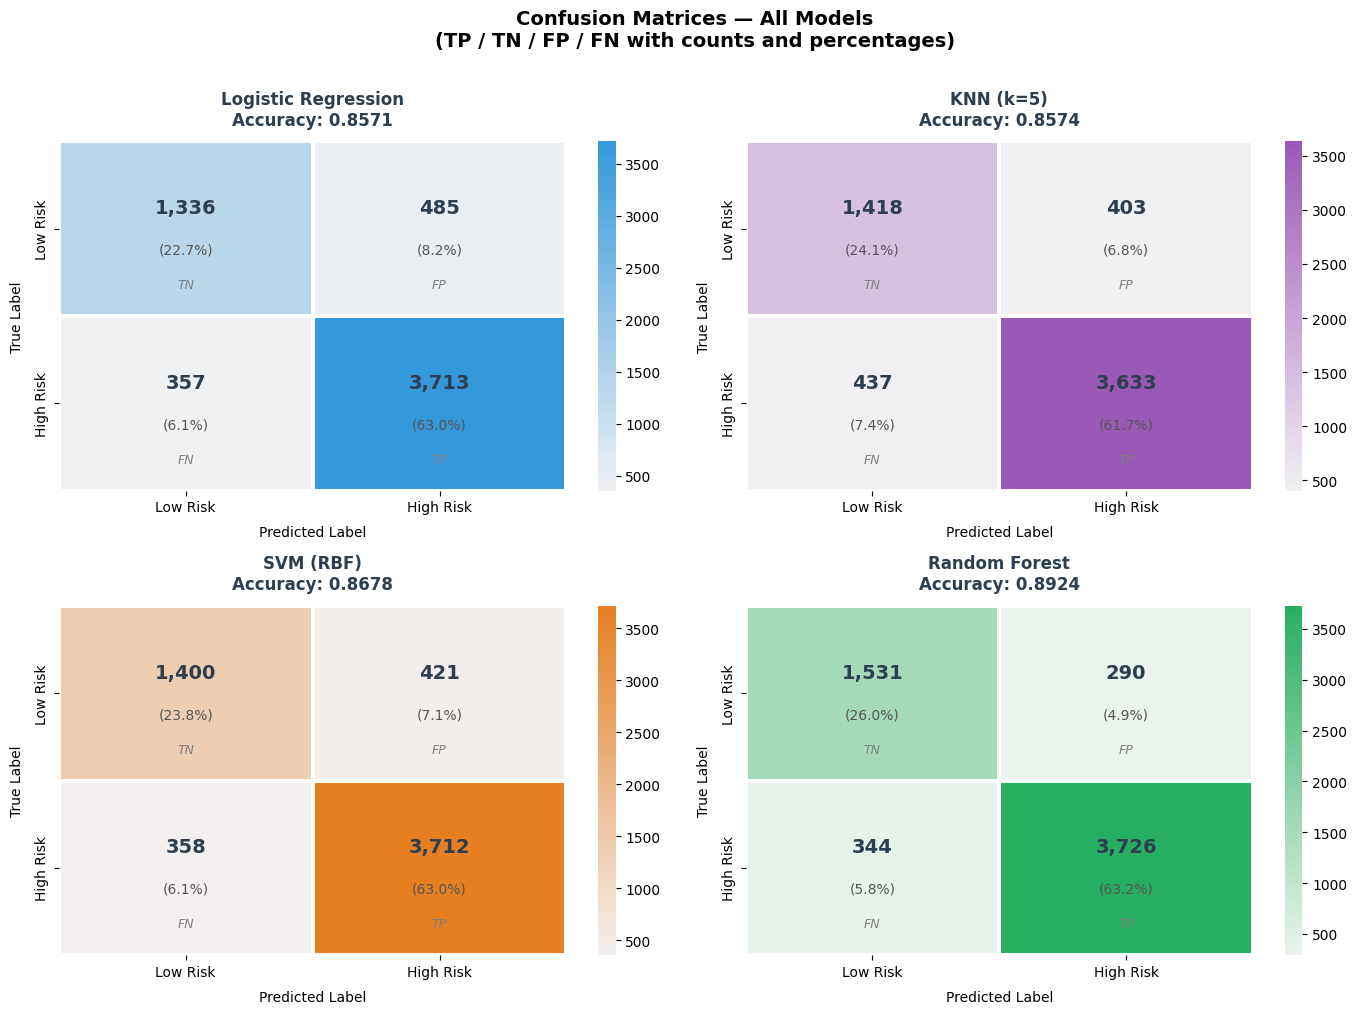 Confusion Matrices — All Models
(TP / TN / FP / FN with counts and percentages)
Logistic Regression
Accuracy: 0.8571
True Label
Low Risk
High Risk
1,336
(22.7%)
TN
485
(8.2%)
FP
357
(6.1%)
FN
3,713
(63.0%)
TP
Low Risk
High Risk
Predicted Label
3500
3000
2500
2000
1500
1000
500
KNN (k=5)
Accuracy: 0.8574
True Label
Low Risk
High Risk
1,418
(24.1%)
TN
403
(6.8%)
FP
437
(7.4%)
FN
3,633
(61.7%)
TP
Low Risk
High Risk
Predicted Label
3500
3000
2500
2000
1500
1000
500
SVM (RBF)
Accuracy: 0.8678
True Label
Low Risk
High Risk
1,400
(23.8%)
TN
421
(7.1%)
FP
358
(6.1%)
FN
3,712
(63.0%)
TP
Low Risk
High Risk
Predicted Label
3500
3000
2500
2000
1500
1000
500
Random Forest
Accuracy: 0.8924
True Label
Low Risk
High Risk
1,531
(26.0%)
TN
290
(4.9%)
FP
344
(5.8%)
FN
3,726
(63.2%)
TP
Low Risk
High Risk
Predicted Label
3500
3000
2500
2000
1500
1000
500